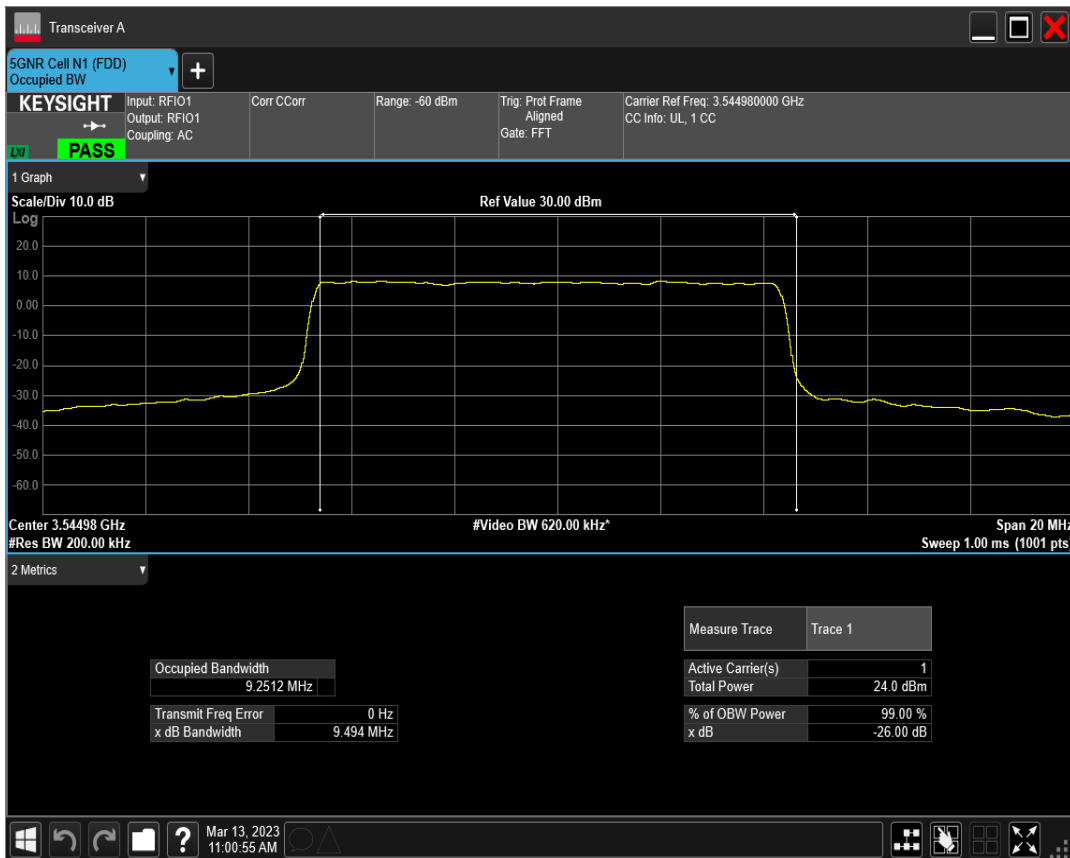 Transceiver A
5GNR Cell N1 (FDD)
Occupied BW
KEYSIGHT
LXI
PASS
Input: RFIO1
Output: RFIO1
Coupling: AC
Corr CCorr
Range: -60 dBm
Trig: Prot Frame
Aligned
Gate: FFT
Carrier Ref Freq: 3.544980000 GHz
CC Info: UL, 1 CC
1 Graph
Scale/Div 10.0 dB
Ref Value 30.00 dBm
Log
20.0
10.0
0.00
-10.0
-20.0
-30.0
-40.0
-50.0
-60.0
Center 3.54498 GHz
#Video BW 620.00 kHz*
Span 20 MHz
#Res BW 200.00 kHz
Sweep 1.00 ms (1001 pts)
2 Metrics
Measure Trace Trace 1
Occupied Bandwidth
9.2512 MHz
Active Carrier(s) 1
Total Power 24.0 dBm
Transmit Freq Error 0 Hz
x dB Bandwidth 9.494 MHz
% of OBW Power 99.00 %
x dB -26.00 dB
?
Mar 13, 2023
11:00:55 AM